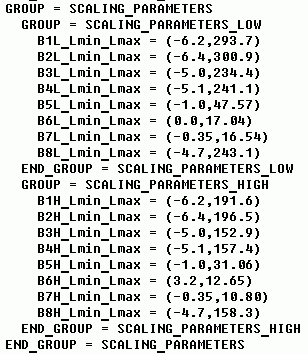 GROUP = SCALING_PARAMETERS
GROUP = SCALING_PARAMETERS_LOW
B1L_Lmin_Lmax = (-6.2,293.7)
B2L_Lmin_Lmax = (-6.4,300.9)
B3L_Lmin_Lmax = (-5.0,234.4)
B4L_Lmin_Lmax = (-5.1,241.1)
B5L_Lmin_Lmax = (-1.0,47.57)
B6L_Lmin_Lmax = (0.0,17.04)
B7L_Lmin_Lmax = (-0.35,16.54)
B8L_Lmin_Lmax = (-4.7,243.1)
END_GROUP = SCALING_PARAMETERS_LOW
GROUP = SCALING_PARAMETERS_HIGH
B1H_Lmin_Lmax = (-6.2,191.6)
B2H_Lmin_Lmax = (-6.4,196.5)
B3H_Lmin_Lmax = (-5.0,152.9)
B4H_Lmin_Lmax = (-5.1,157.4)
B5H_Lmin_Lmax = (-1.0,31.06)
B6H_Lmin_Lmax = (3.2,12.65)
B7H_Lmin_Lmax = (-0.35,10.80)
B8H_Lmin_Lmax = (-4.7,158.3)
END_GROUP = SCALING_PARAMETERS_HIGH
END_GROUP = SCALING_PARAMETERS